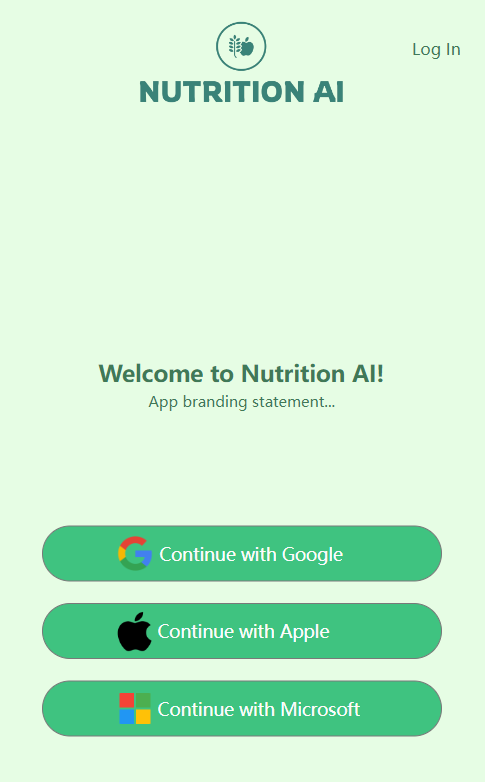 Log In
NUTRITION AI
Welcome to Nutrition AI!
App branding statement...
Continue with Google
Continue with Apple
Continue with Microsoft